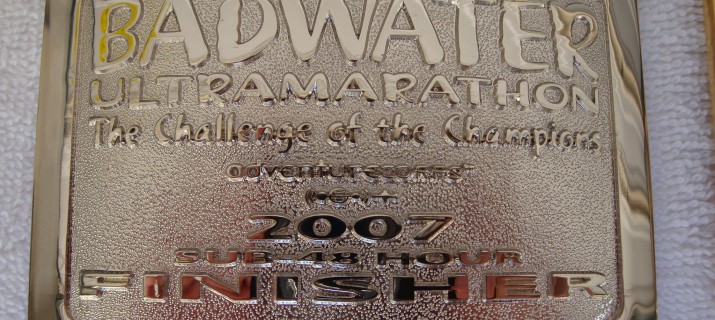 BADWATER
ULTRAMARATHON
The Challenge of the Champions
adventureCORPS
2007
SUB-48 HOUR
FINISHER